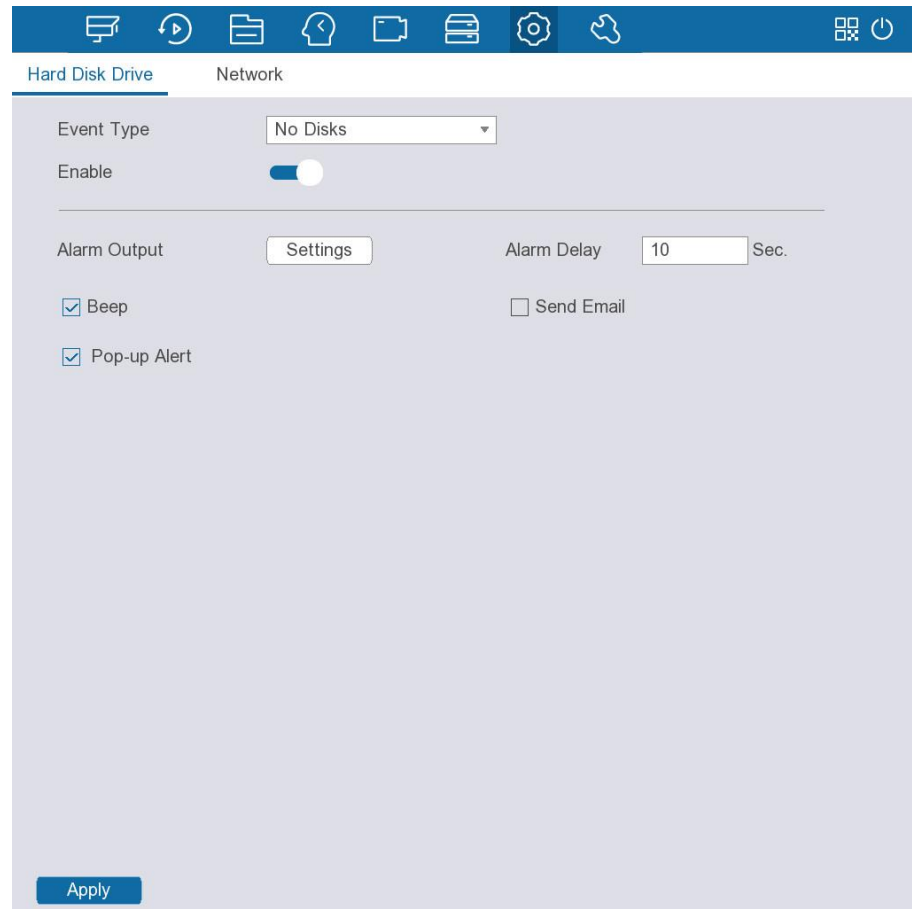 Hard Disk Drive Network
Event Type No Disks
Enable
Alarm Output Settings Alarm Delay 10 Sec.
Beep Send Email
Pop-up Alert
Apply